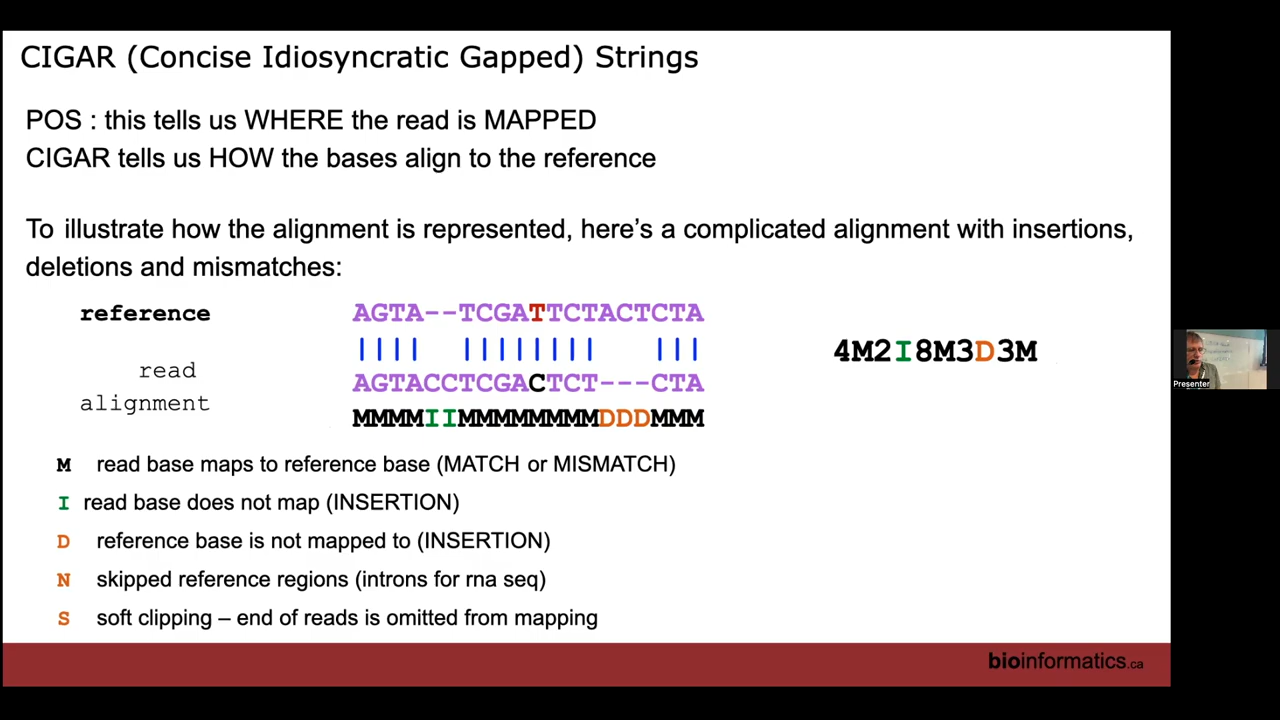 CIGAR (Concise Idiosyncratic Gapped) Strings
POS : this tells us WHERE the read is MAPPED
CIGAR tells us HOW the bases align to the reference
To illustrate how the alignment is represented, here's a complicated alignment with insertions,
deletions and mismatches:
reference AGTA--TCGATTCTACTCTA
4M2I8M3D3M
read AGTACCTCGACTCT---CTA
alignment MMMMIIMMMMMMMMDDDMMM
M read base maps to reference base (MATCH or MISMATCH)
I read base does not map (INSERTION)
D reference base is not mapped to (INSERTION)
N skipped reference regions (introns for rna seq)
S soft clipping – end of reads is omitted from mapping
bioinformatics.ca
Presenter